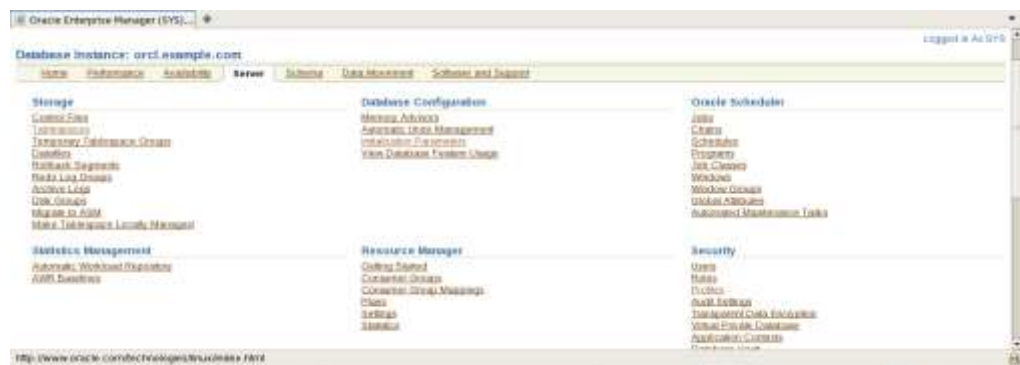 Oracle Enterprise Manager (SYS)...
Logged in As SYS
Database Instance: orcl.example.com
Home Performance Availability Server Schema Data Movement Software and Support
Storage
Control Files
Tablespaces
Temporary Tablespace Groups
Datafiles
Rollback Segments
Redo Log Groups
Archive Logs
Disk Groups
Migrate to ASM
Make Tablespace Locally Managed
Database Configuration
Memory Advisors
Automatic Undo Management
Initialization Parameters
View Database Feature Usage
Oracle Scheduler
Jobs
Chains
Schedules
Programs
Job Classes
Windows
Window Groups
Global Attributes
Automated Maintenance Tasks
Statistics Management
Automatic Workload Repository
AWR Baselines
Resource Manager
Getting Started
Consumer Groups
Consumer Group Mappings
Plans
Settings
Statistics
Security
Users
Roles
Profiles
Audit Settings
Transparent Data Encryption
Virtual Private Database
Application Contexts
http://www.oracle.com/technologies/linux/index.html